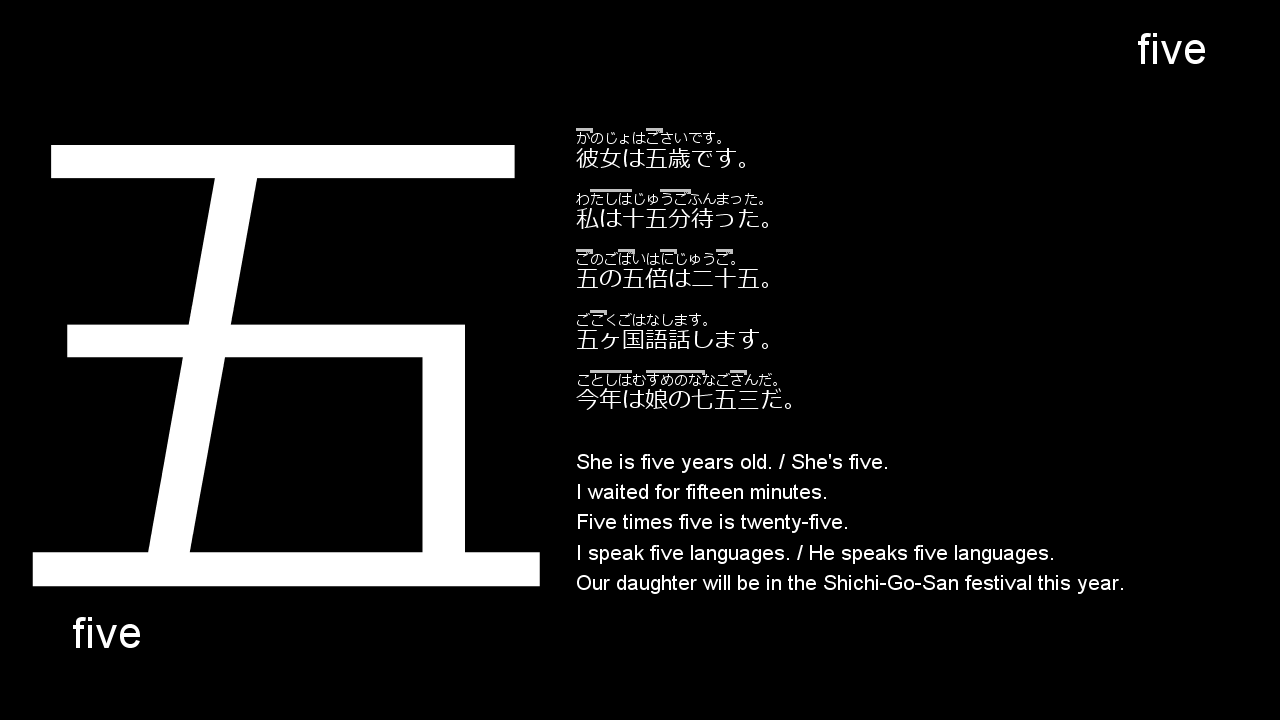 five
五
five
かのじょはごさいです。
彼女は五歳です。
わたしはじゅうごふんまった。
私は十五分待った。
ごのごばいはにじゅうご。
五の五倍は二十五。
ごごくごはなします。
五ヶ国語話します。
ことしはむすめのななごさんだ。
今年は娘の七五三だ。
She is five years old. / She's five.
I waited for fifteen minutes.
Five times five is twenty-five.
I speak five languages. / He speaks five languages.
Our daughter will be in the Shichi-Go-San festival this year.